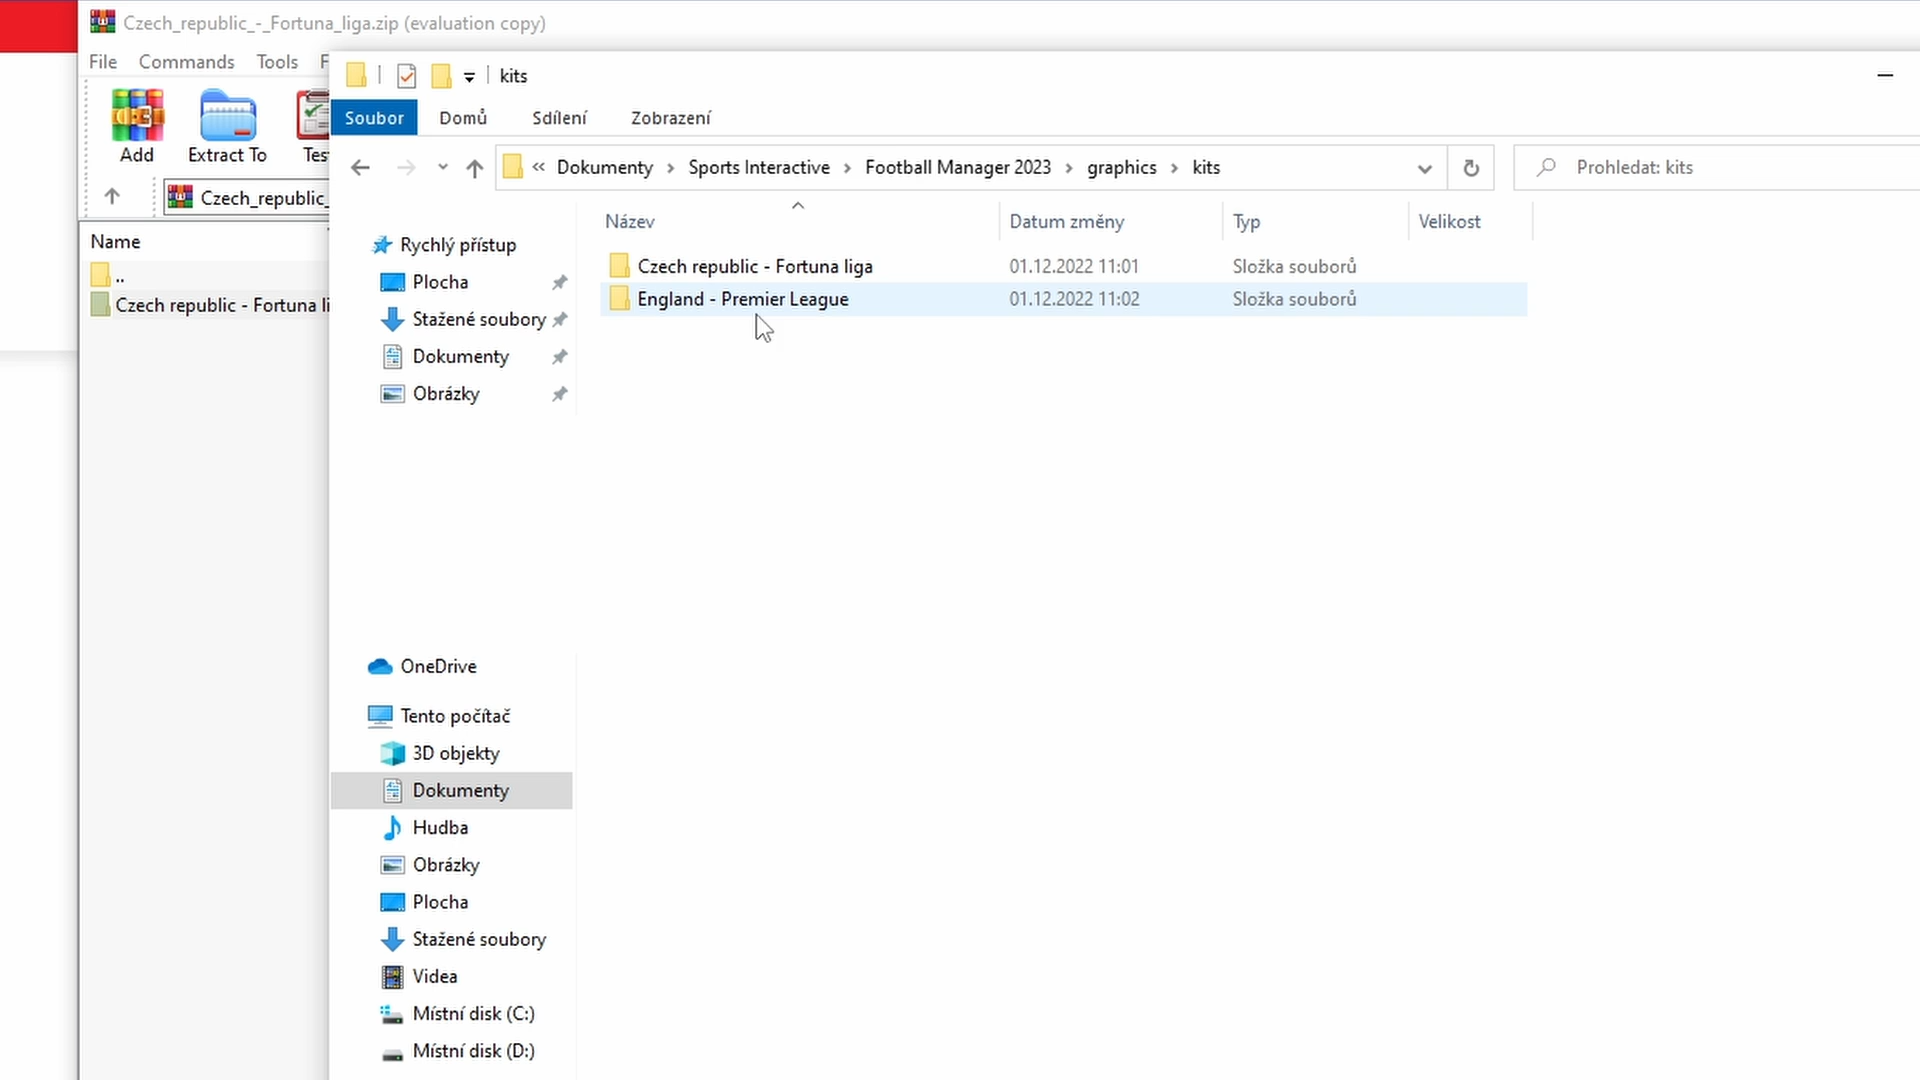 Czech_republic_-_Fortuna_liga.zip (evaluation copy)
File Commands Tools F
Add Extract To Tes
Czech_republic_
Name
..
Czech republic - Fortuna li
kits
Soubor Domů Sdílení Zobrazení
« Dokumenty › Sports Interactive › Football Manager 2023 › graphics › kits
Prohledat: kits
Název Datum změny Typ Velikost
Czech republic - Fortuna liga 01.12.2022 11:01 Složka souborů
England - Premier League 01.12.2022 11:02 Složka souborů
Rychlý přístup
Plocha
Stažené soubory
Dokumenty
Obrázky
OneDrive
Tento počítač
3D objekty
Dokumenty
Hudba
Obrázky
Plocha
Stažené soubory
Videa
Místní disk (C:)
Místní disk (D:)